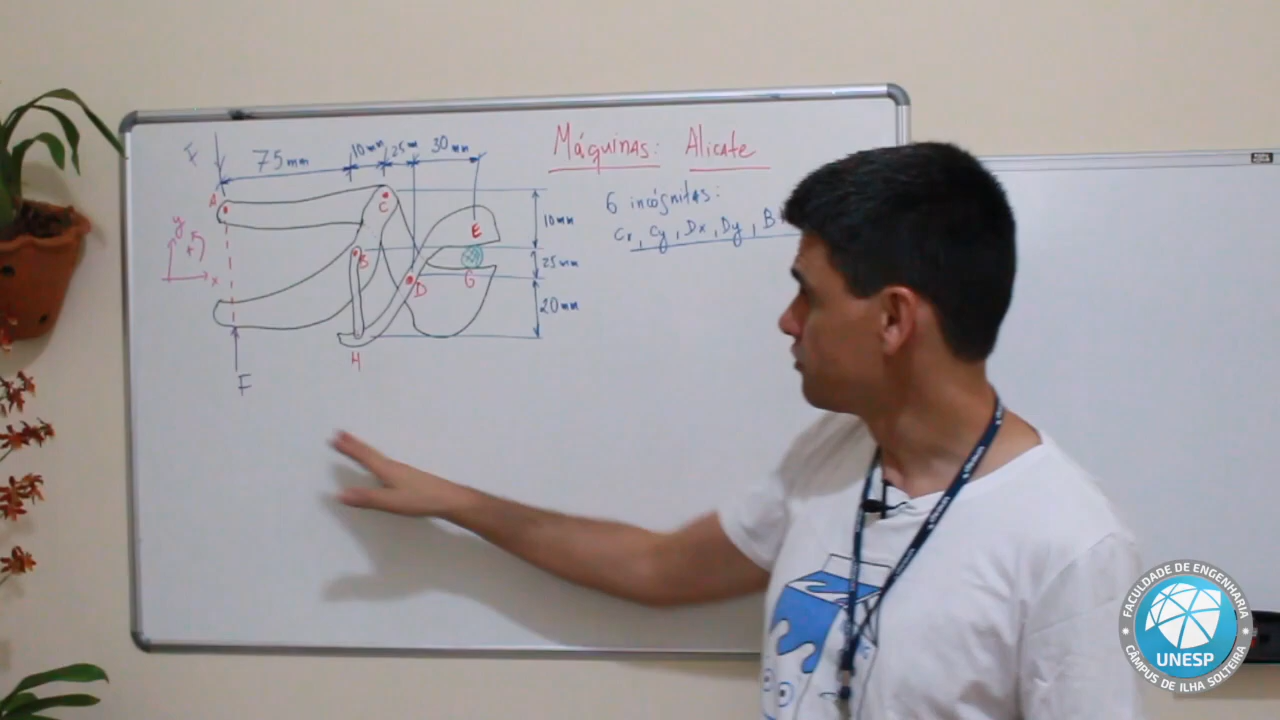 Máquinas: Alicate
6 incógnitas:
Cx, Cy, Dx, Dy, B
F
75mm
10mm
25m
30mm
A
C
y
+
x
B
D
E
G
H
F
10mm
25mm
20mm
FACULDADE DE ENGENHARIA
UNESP
CÂMPUS DE ILHA SOLTEIRA